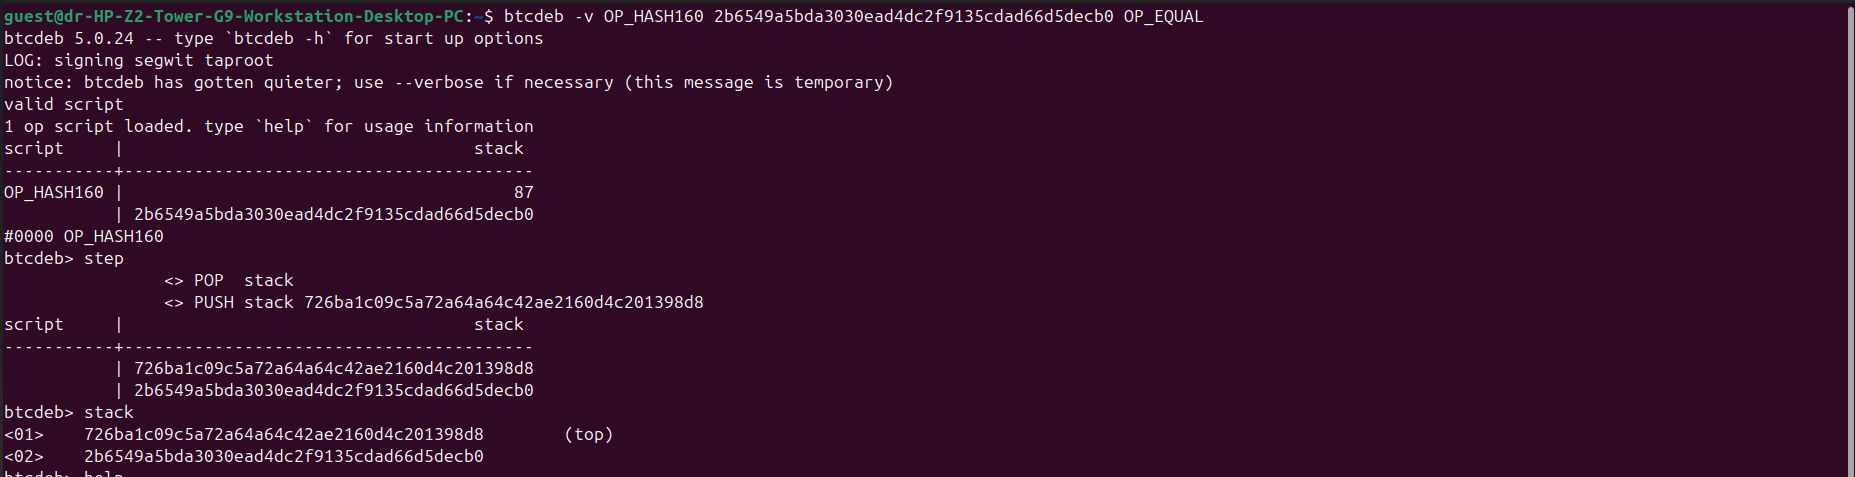 guest@dr-HP-Z2-Tower-G9-Workstation-Desktop-PC:~$ btcdeb -v OP_HASH160 2b6549a5bda3030ead4dc2f9135cdad66d5decb0 OP_EQUAL
btcdeb 5.0.24 -- type `btcdeb -h` for start up options
LOG: signing segwit taproot
notice: btcdeb has gotten quieter; use --verbose if necessary (this message is temporary)
valid script
1 op script loaded. type `help` for usage information
script     |                                   stack
-----------+-----------------------------------------
OP_HASH160 |                                       87
           | 2b6549a5bda3030ead4dc2f9135cdad66d5decb0
#0000 OP_HASH160
btcdeb> step
                <> POP  stack
                <> PUSH stack 726ba1c09c5a72a64a64c42ae2160d4c201398d8
script     |                                   stack
-----------+-----------------------------------------
           | 726ba1c09c5a72a64a64c42ae2160d4c201398d8
           | 2b6549a5bda3030ead4dc2f9135cdad66d5decb0
btcdeb> stack
<01>    726ba1c09c5a72a64a64c42ae2160d4c201398d8        (top)
<02>    2b6549a5bda3030ead4dc2f9135cdad66d5decb0
btcdeb> help